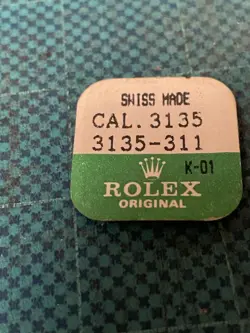 SWISS MADE
CAL. 3135
3135-311
K-01
ROLEX
ORIGINAL